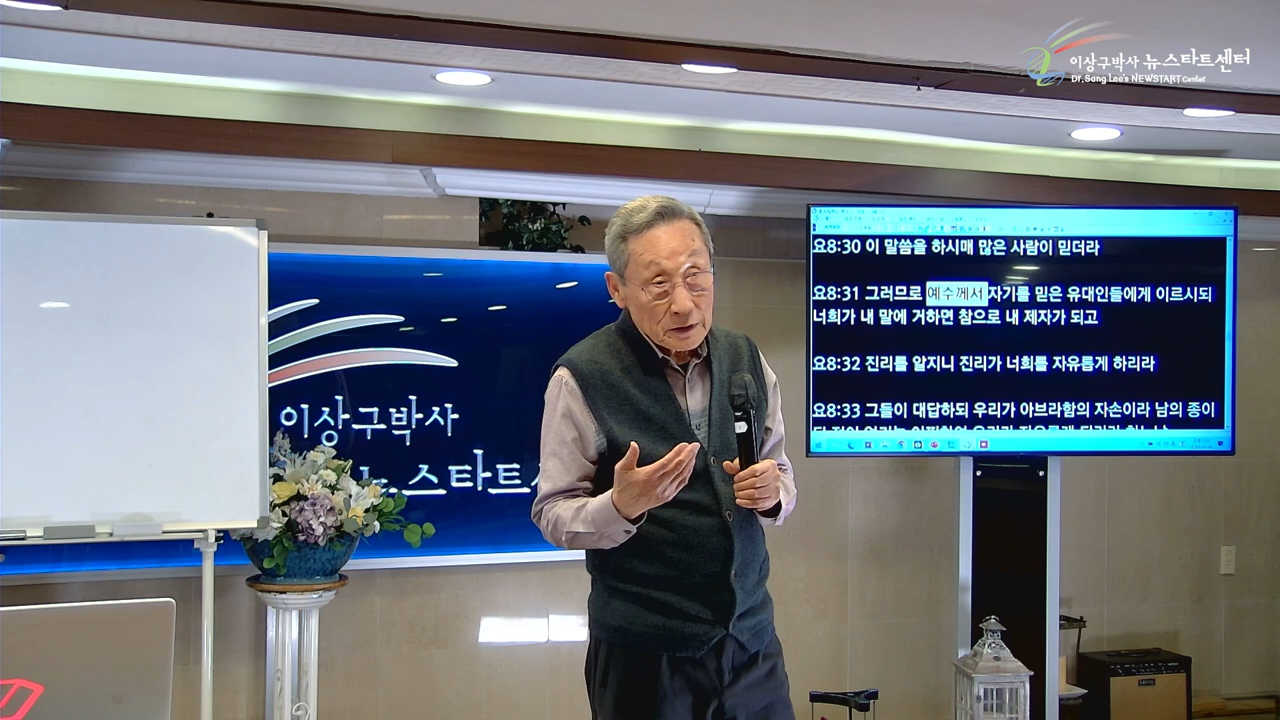 이상구박사 뉴스타트센터
Dr. Sang Lee's NEWSTART Center
요8:30 이 말씀을 하시매 많은 사람이 믿더라
요8:31 그러므로 예수께서 자기를 믿은 유대인들에게 이르시되
너희가 내 말에 거하면 참으로 내 제자가 되고
요8:32 진리를 알지니 진리가 너희를 자유롭게 하리라
요8:33 그들이 대답하되 우리가 아브라함의 자손이라 남의 종이
이상구박사
뉴스타트